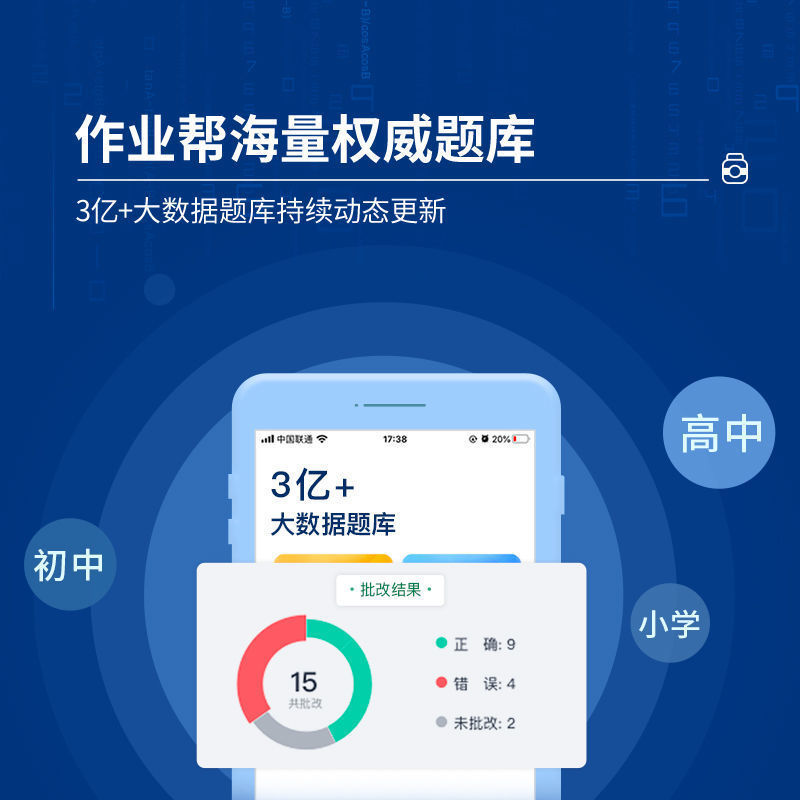 作业帮海量权威题库
3亿+大数据题库持续动态更新
高中
中国联通 17:38 20%
3亿+
大数据题库
初中
• 批改结果 •
小学
15
共批改
正 确: 9
错 误: 4
未批改: 2